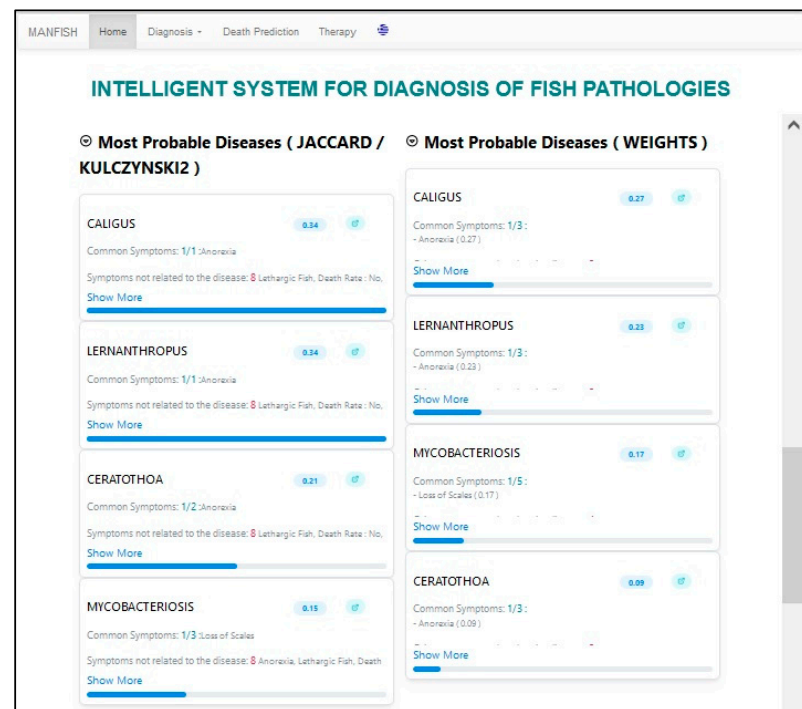 MANFISH Home Diagnosis Death Prediction Therapy
INTELLIGENT SYSTEM FOR DIAGNOSIS OF FISH PATHOLOGIES
Most Probable Diseases ( JACCARD /
KULCZYNSKI2 )
CALIGUS 0.34
Common Symptoms: 1/1 :Anorexia
Symptoms not related to the disease: 8 Lethargic Fish, Death Rate : No,
Show More
LERNANTHROPUS 0.34
Common Symptoms: 1/1 :Anorexia
Symptoms not related to the disease: 8 Lethargic Fish, Death Rate : No,
Show More
CERATOTHOA 0.21
Common Symptoms: 1/2 :Anorexia
Symptoms not related to the disease: 8 Lethargic Fish, Death Rate : No,
Show More
MYCOBACTERIOSIS 0.15
Common Symptoms: 1/3 :Loss of Scales
Symptoms not related to the disease: 8 Anorexia, Lethargic Fish, Death
Show More
Most Probable Diseases ( WEIGHTS )
CALIGUS 0.27
Common Symptoms: 1/3 :
- Anorexia ( 0.27 )
Show More
LERNANTHROPUS 0.23
Common Symptoms: 1/3 :
- Anorexia ( 0.23 )
Show More
MYCOBACTERIOSIS 0.17
Common Symptoms: 1/5 :
- Loss of Scales ( 0.17 )
Show More
CERATOTHOA 0.09
Common Symptoms: 1/3 :
- Anorexia ( 0.09 )
Show More